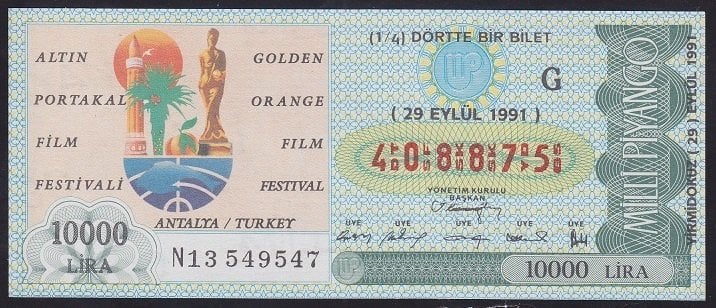 ALTIN
PORTAKAL
FİLM
FESTİVALİ
GOLDEN
ORANGE
FILM
FESTIVAL
ANTALYA / TURKEY
10000
LİRA
N13 549547
(1/4) DÖRTTE BİR BİLET
G
(29 EYLÜL 1991)
408875
YÖNETİM KURULU
BAŞKAN
ÜYE ÜYE ÜYE ÜYE ÜYE
10000 LİRA
MİLLİ PİYANGO
YİRMİDOKUZ (29) EYLÜL 1991